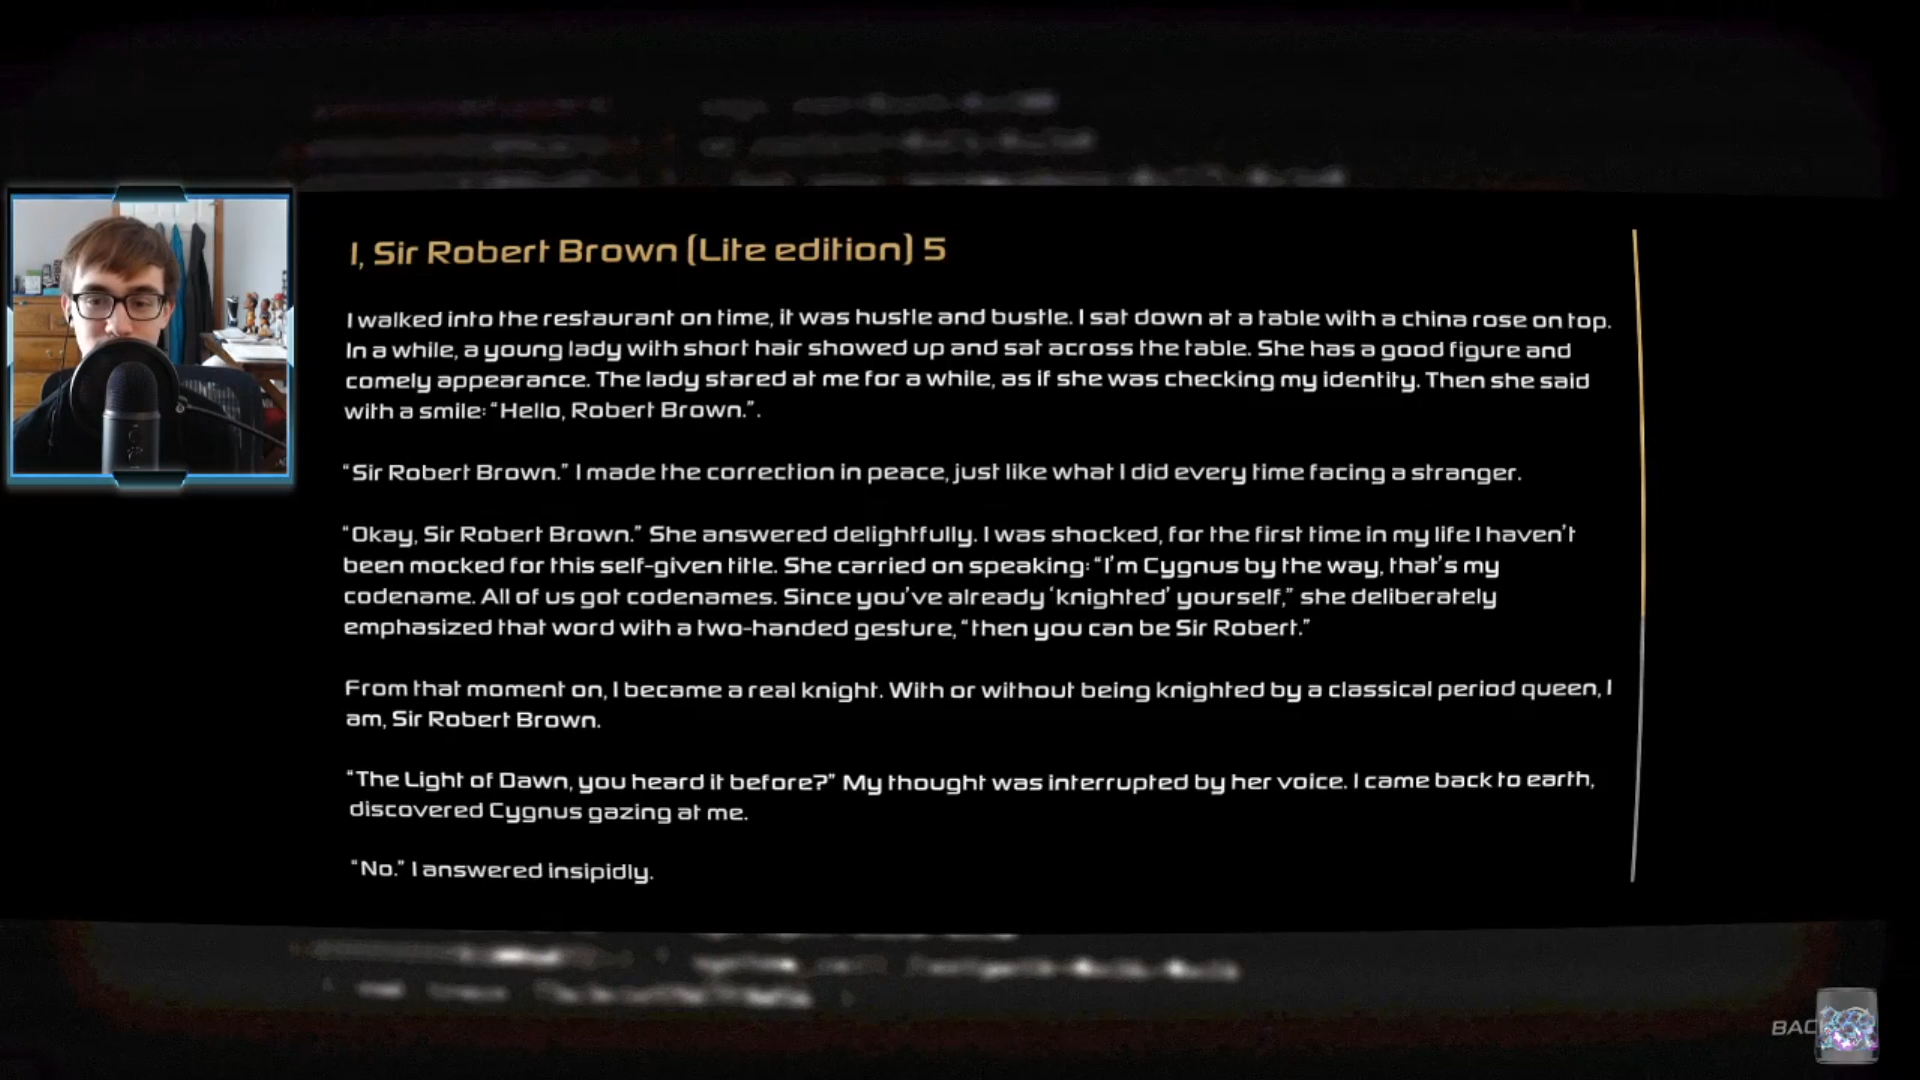 I, Sir Robert Brown (Lite edition) 5
I walked into the restaurant on time, it was hustle and bustle. I sat down at a table with a china rose on top.
In a while, a young lady with short hair showed up and sat across the table. She has a good figure and
comely appearance. The lady stared at me for a while, as if she was checking my identity. Then she said
with a smile: “Hello, Robert Brown.”.
“Sir Robert Brown.” I made the correction in peace, just like what I did every time facing a stranger.
“Okay, Sir Robert Brown.” She answered delightfully. I was shocked, for the first time in my life I haven’t
been mocked for this self-given title. She carried on speaking: “I’m Cygnus by the way, that’s my
codename. All of us got codenames. Since you’ve already ‘knighted’ yourself,” she deliberately
emphasized that word with a two-handed gesture, “then you can be Sir Robert.”
From that moment on, I became a real knight. With or without being knighted by a classical period queen, I
am, Sir Robert Brown.
“The Light of Dawn, you heard it before?” My thought was interrupted by her voice. I came back to earth,
discovered Cygnus gazing at me.
“No.” I answered insipidly.